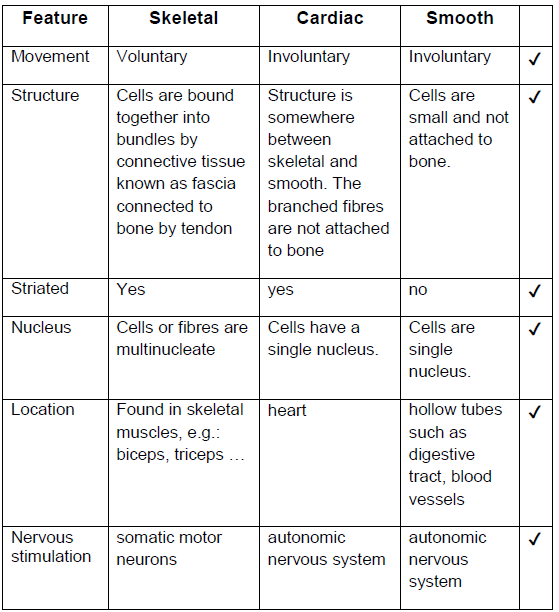 Feature Skeletal Cardiac Smooth
Movement Voluntary Involuntary Involuntary ✓
Structure Cells are bound Structure is Cells are ✓
together into somewhere small and not
bundles by between attached to
connective tissue skeletal and bone.
known as fascia smooth. The
connected to branched fibres
bone by tendon are not attached
to bone
Striated Yes yes no ✓
Nucleus Cells or fibres are Cells have a Cells are ✓
multinucleate single nucleus. single
nucleus.
Location Found in skeletal heart hollow tubes ✓
muscles, e.g.: such as
biceps, triceps … digestive
tract, blood
vessels
Nervous somatic motor autonomic autonomic ✓
stimulation neurons nervous system nervous
system